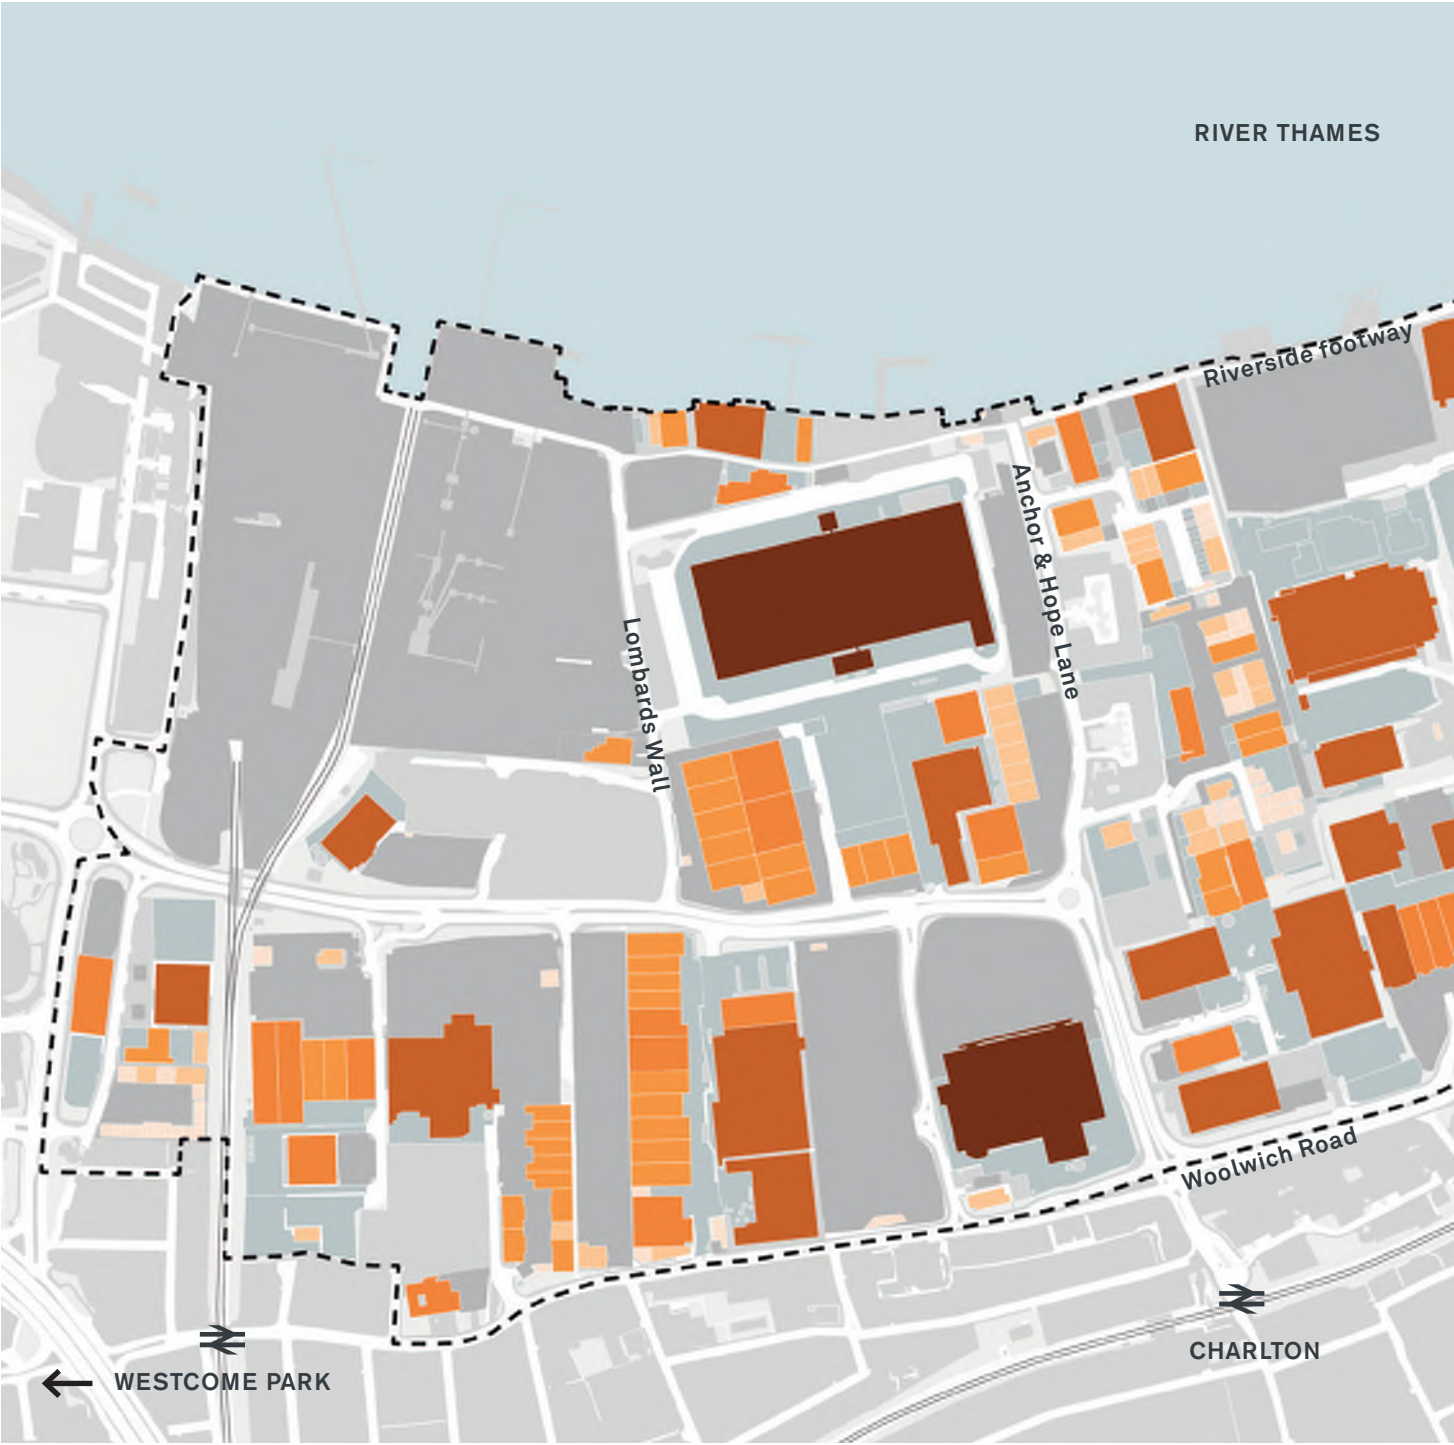 RIVER THAMES
Riverside footway
Anchor & Hope Lane
Lombards Wall
Woolwich Road
CHARLTON
WESTCOME PARK